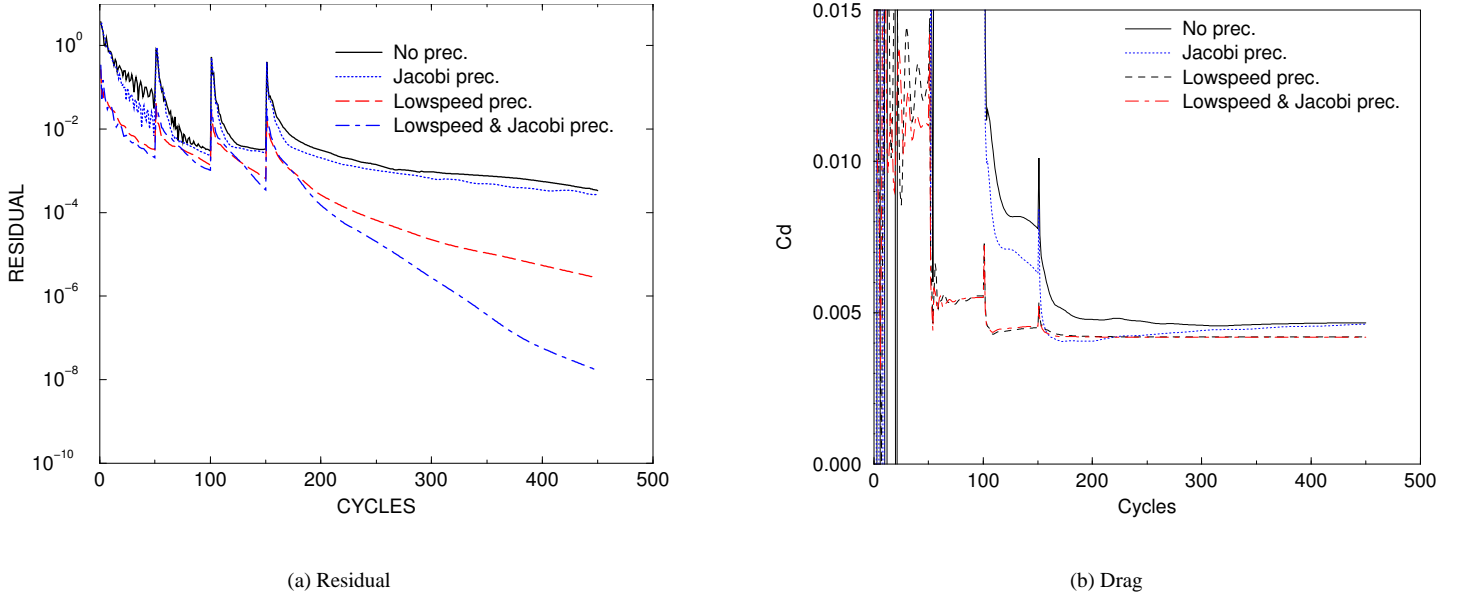 10^0
10^−2
10^−4
10^−6
10^−8
10^−10
RESIDUAL
0
100
200
300
400
500
CYCLES
No prec.
Jacobi prec.
Lowspeed prec.
Lowspeed & Jacobi prec.
(a) Residual
0.015
0.010
0.005
0.000
Cd
0
100
200
300
400
500
Cycles
No prec.
Jacobi prec.
Lowspeed prec.
Lowspeed & Jacobi prec.
(b) Drag